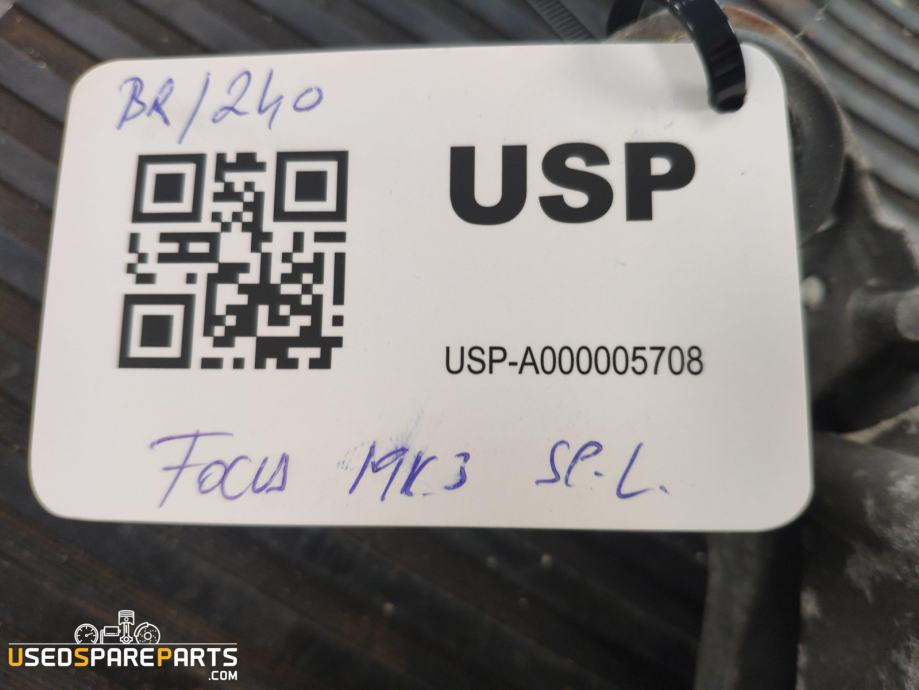 BR/240
USP
USP-A000005708
Focus MK3 SP-L.
USEDSPAREPARTS
.COM